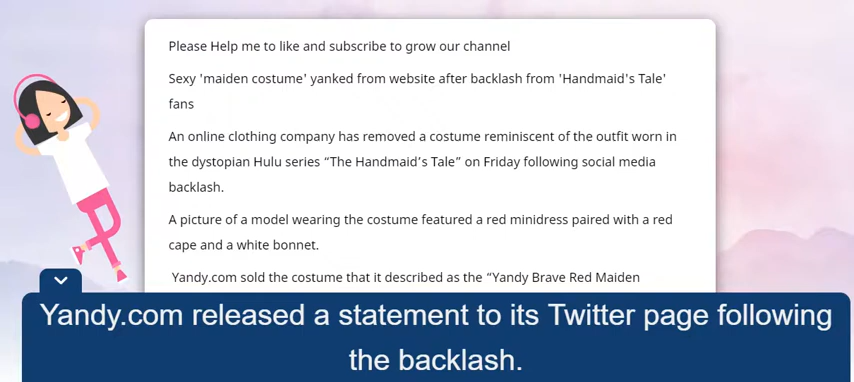 Please Help me to like and subscribe to grow our channel
Sexy 'maiden costume' yanked from website after backlash from 'Handmaid's Tale'
fans
An online clothing company has removed a costume reminiscent of the outfit worn in
the dystopian Hulu series “The Handmaid’s Tale” on Friday following social media
backlash.
A picture of a model wearing the costume featured a red minidress paired with a red
cape and a white bonnet.
Yandy.com sold the costume that it described as the “Yandy Brave Red Maiden
Yandy.com released a statement to its Twitter page following
the backlash.